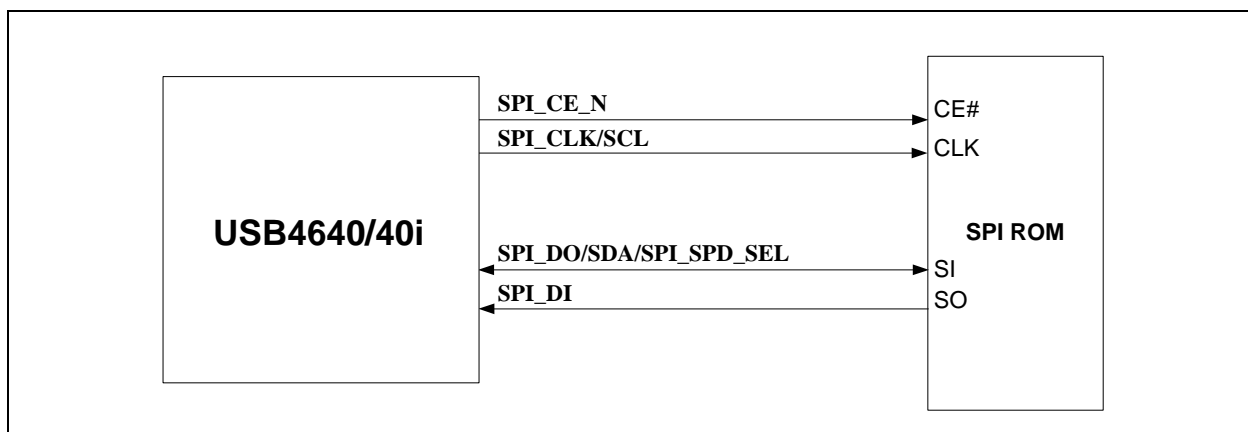 SPI_CE_N
CE#
SPI_CLK/SCL
CLK
USB4640/40i
SPI ROM
SPI_DO/SDA/SPI_SPD_SEL
SI
SPI_DI
SO